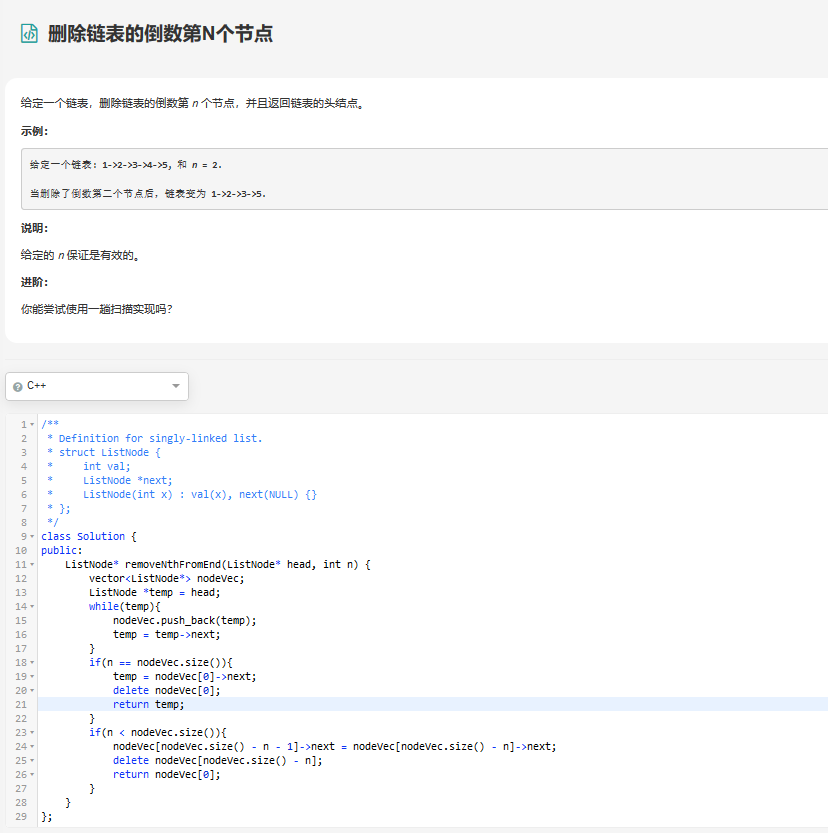 删除链表的倒数第N个节点
给定一个链表，删除链表的倒数第 n 个节点，并且返回链表的头结点。
示例：
给定一个链表: 1->2->3->4->5, 和 n = 2.
当删除了倒数第二个节点后，链表变为 1->2->3->5.
说明：
给定的 n 保证是有效的。
进阶：
你能尝试使用一趟扫描实现吗？
? C++
1 /**
2  * Definition for singly-linked list.
3  * struct ListNode {
4  *     int val;
5  *     ListNode *next;
6  *     ListNode(int x) : val(x), next(NULL) {}
7  * };
8  */
9 class Solution {
10 public:
11     ListNode* removeNthFromEnd(ListNode* head, int n) {
12         vector<ListNode*> nodeVec;
13         ListNode *temp = head;
14         while(temp){
15             nodeVec.push_back(temp);
16             temp = temp->next;
17         }
18         if(n == nodeVec.size()){
19             temp = nodeVec[0]->next;
20             delete nodeVec[0];
21             return temp;
22         }
23         if(n < nodeVec.size()){
24             nodeVec[nodeVec.size() - n - 1]->next = nodeVec[nodeVec.size() - n]->next;
25             delete nodeVec[nodeVec.size() - n];
26             return nodeVec[0];
27         }
28     }
29 };